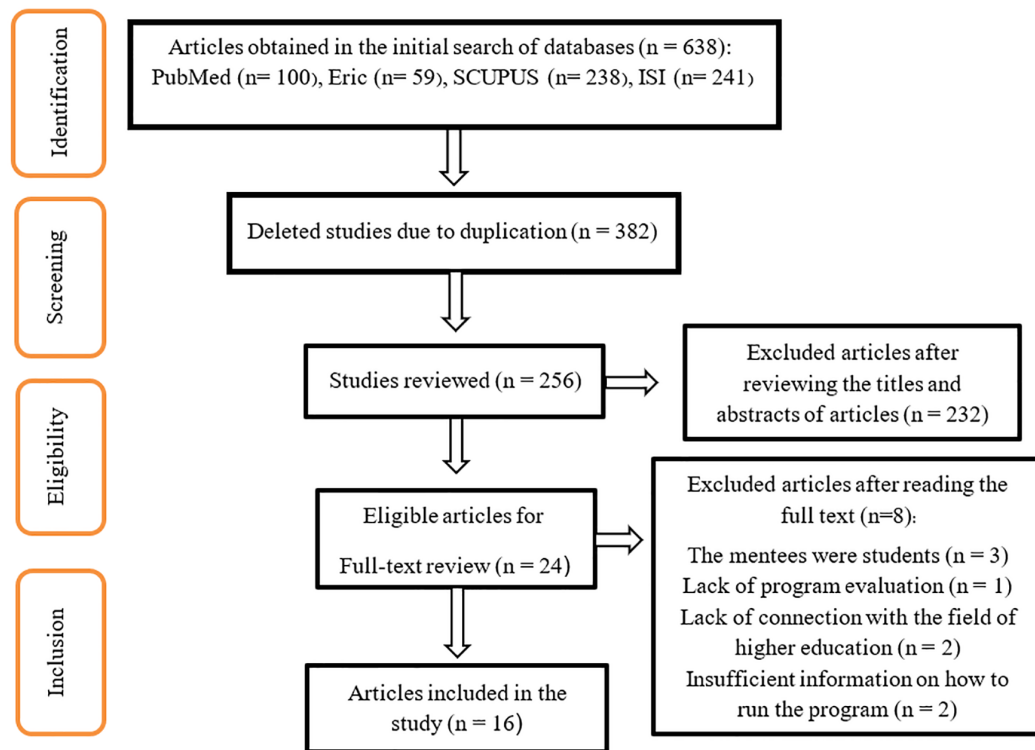 Identification
Articles obtained in the initial search of databases (n = 638):
PubMed (n= 100), Eric (n= 59), SCUPUS (n= 238), ISI (n= 241)
Screening
Deleted studies due to duplication (n = 382)
Studies reviewed (n = 256)
Excluded articles after
reviewing the titles and
abstracts of articles (n = 232)
Eligibility
Eligible articles for
Full-text review (n = 24)
Excluded articles after reading the
full text (n=8):
The mentees were students (n = 3)
Lack of program evaluation (n = 1)
Lack of connection with the field of
higher education (n = 2)
Insufficient information on how to
run the program (n = 2)
Inclusion
Articles included in the
study (n = 16)